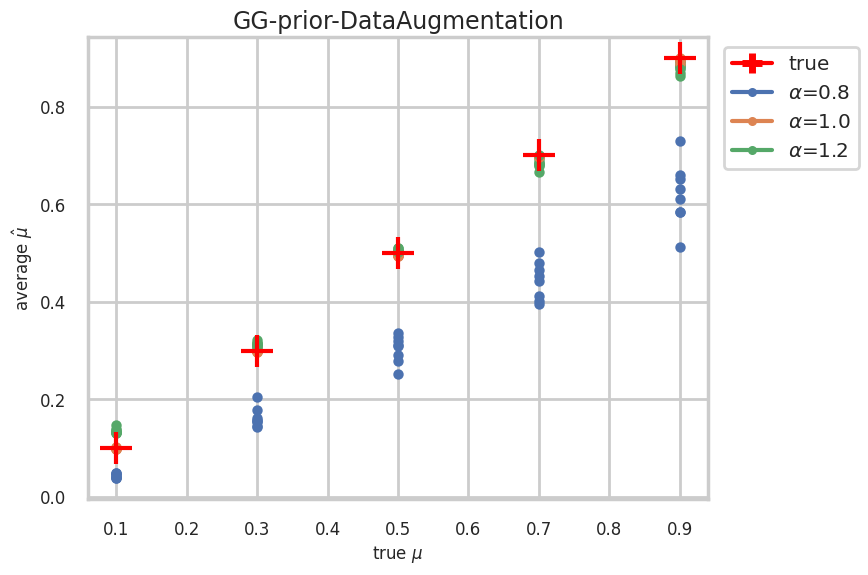 GG-prior-DataAugmentation
true
α=0.8
α=1.0
α=1.2
average μ̂
0.8
0.6
0.4
0.2
0.0
0.1 0.2 0.3 0.4 0.5 0.6 0.7 0.8 0.9
true μ